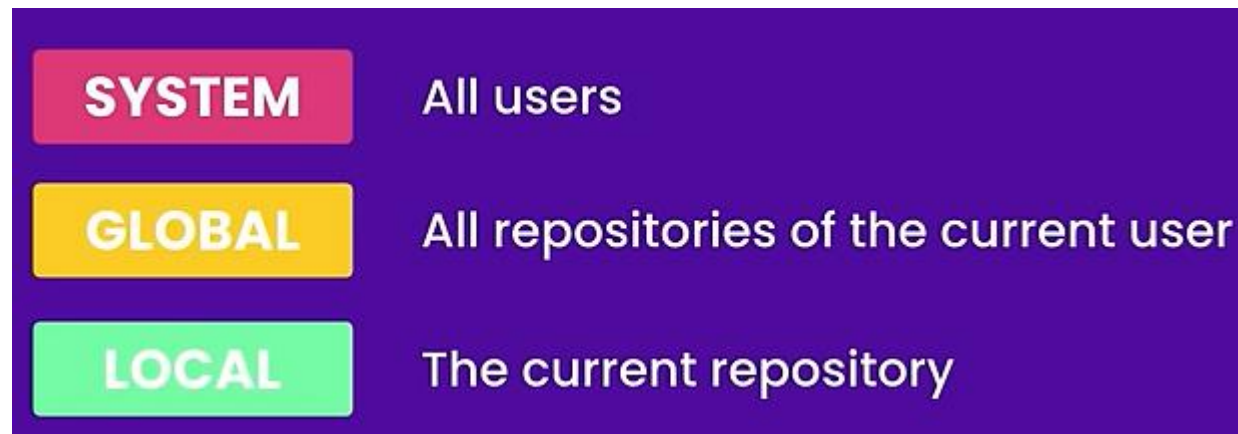 SYSTEM All users
GLOBAL All repositories of the current user
LOCAL The current repository